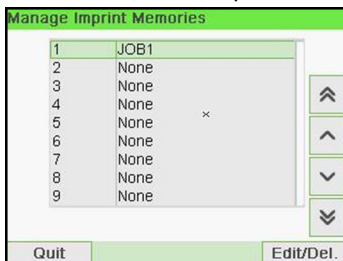 Manage Imprint Memories
1 JOB1
2 None
3 None
4 None
5 None
6 None
7 None
8 None
9 None
Quit Edit/Del.